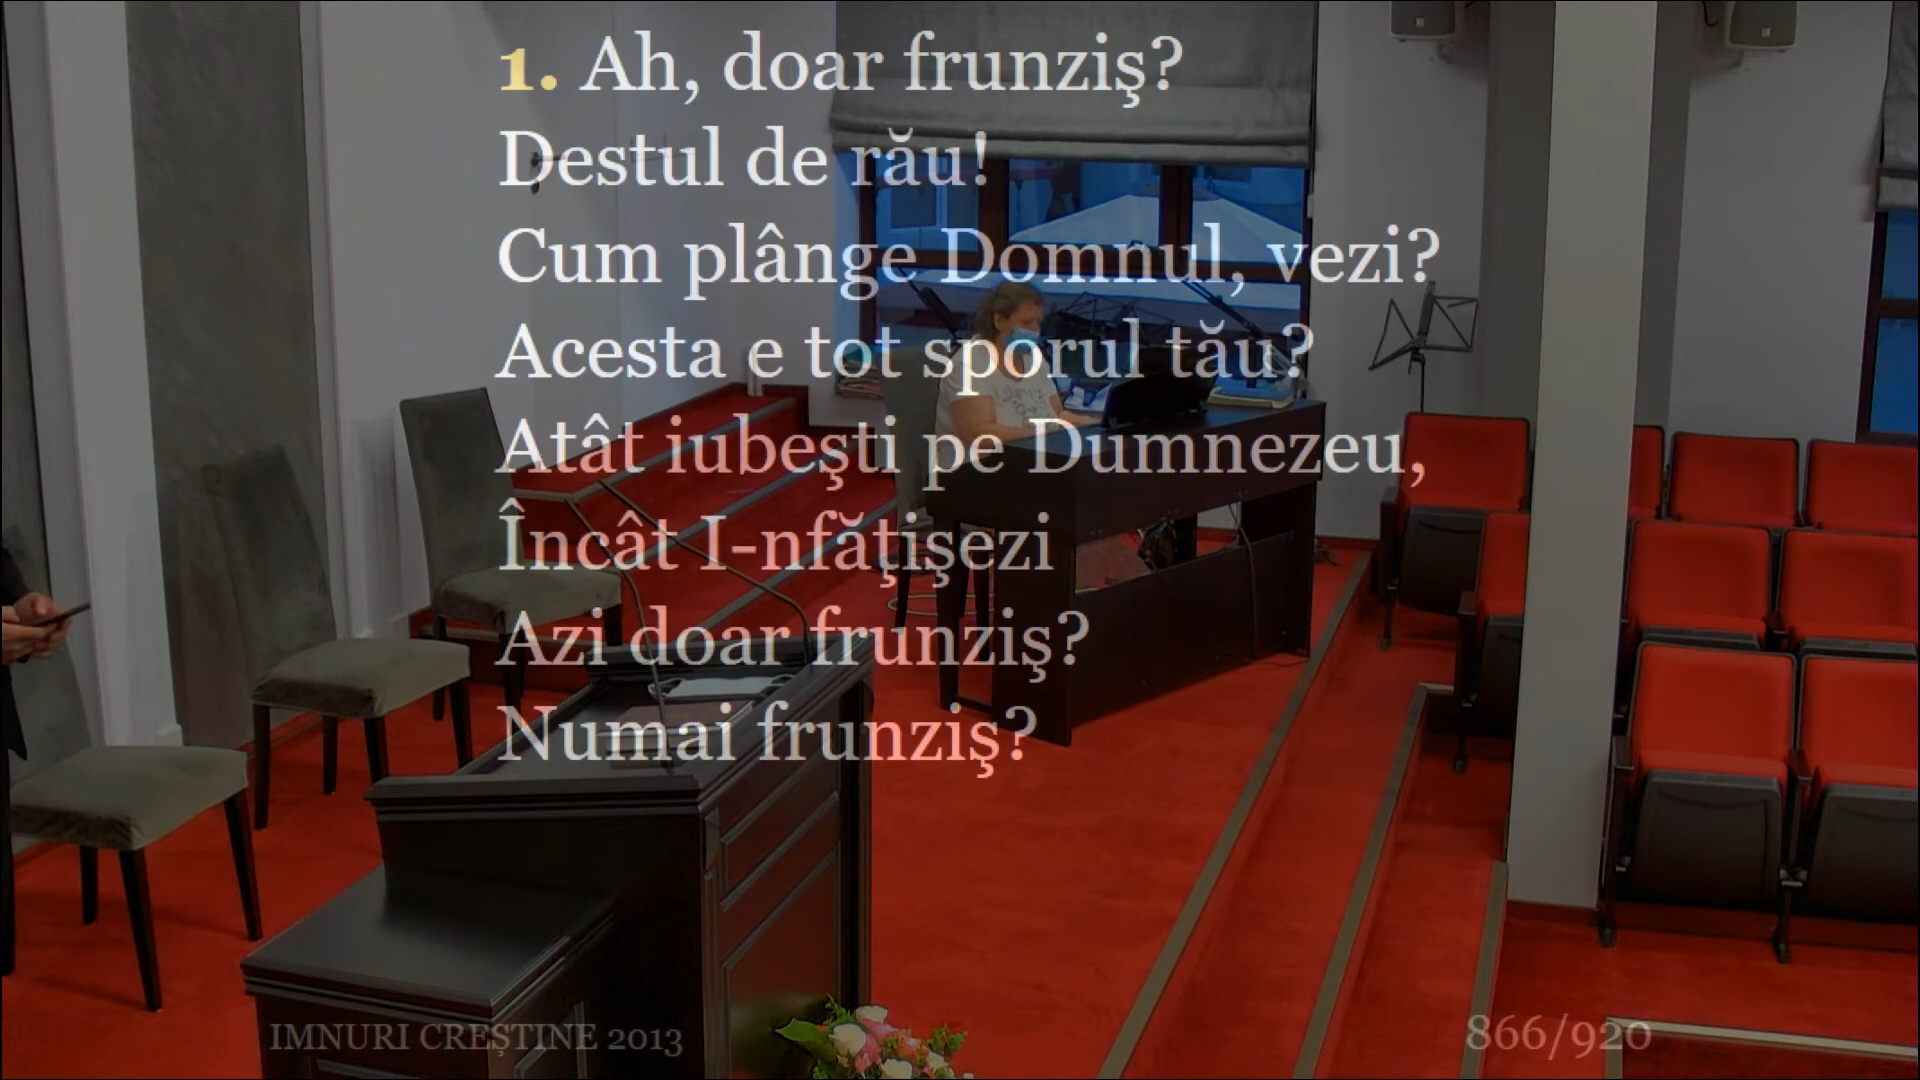 1. Ah, doar frunziş?
Destul de rău!
Cum plânge Domnul, vezi?
Acesta e tot sporul tău?
Atât iubeşti pe Dumnezeu,
Încât I-nfăţişezi
Azi doar frunziş?
Numai frunziş?
IMNURI CREȘTINE 2013
866/920